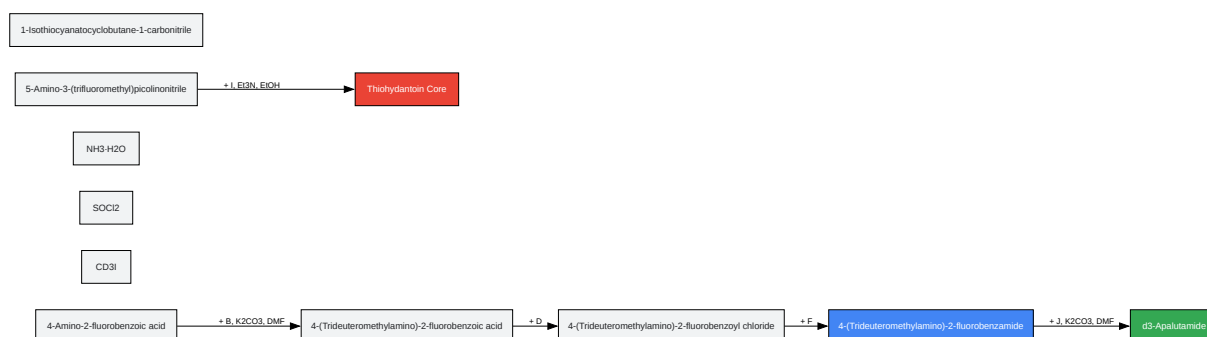 1-Isothiocyanatocyclobutane-1-carbonitrile
5-Amino-3-(trifluoromethyl)picolinonitrile
+ I, Et3N, EtOH
Thiohydantoin Core
NH3·H2O
SOCl2
CD3I
4-Amino-2-fluorobenzoic acid
+ B, K2CO3, DMF
4-(Trideuteromethylamino)-2-fluorobenzoic acid
+ D
4-(Trideuteromethylamino)-2-fluorobenzoyl chloride
+ F
4-(Trideuteromethylamino)-2-fluorobenzamide
+ J, K2CO3, DMF
d3-Apalutamide